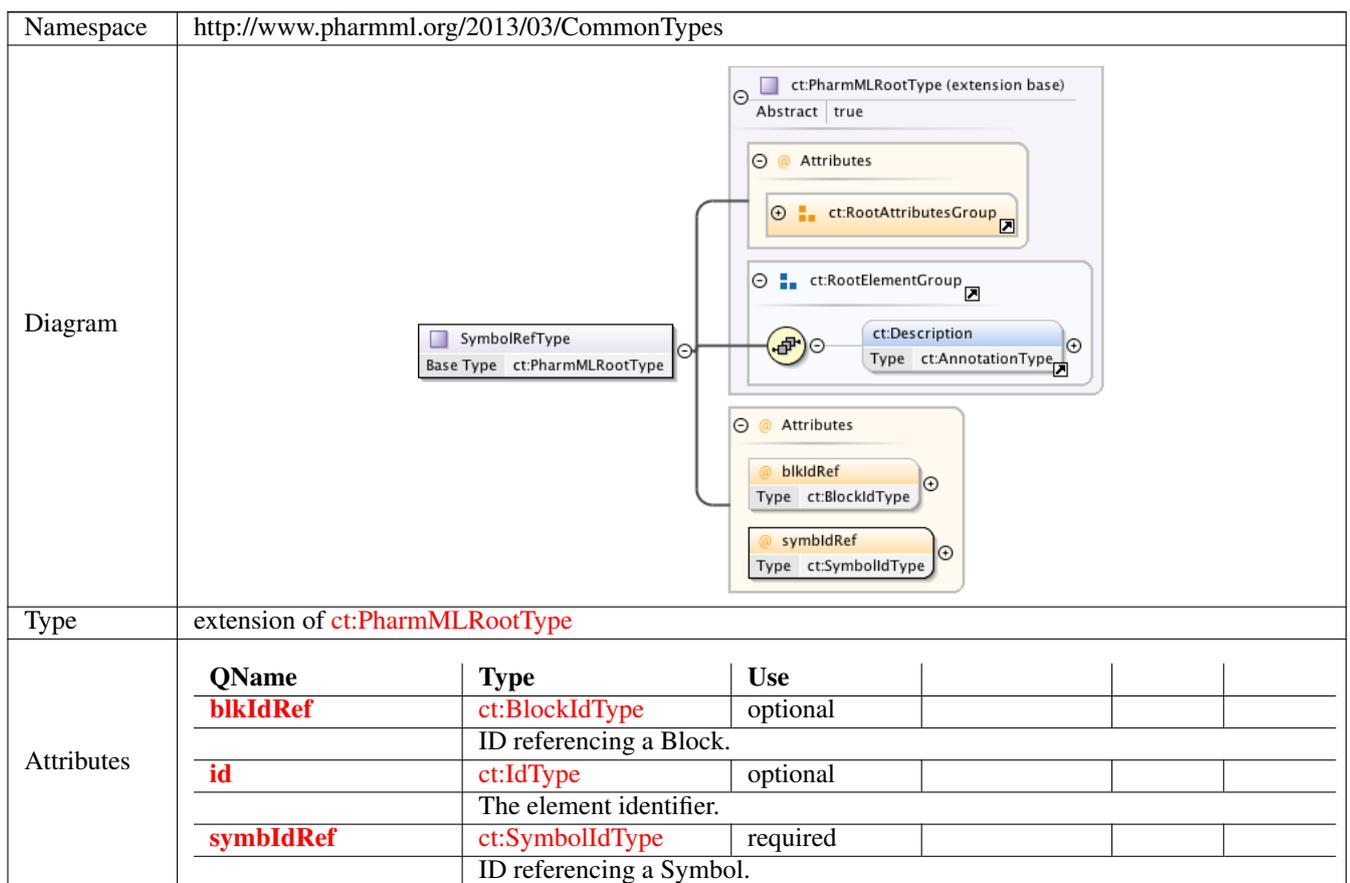 Namespace http://www.pharmml.org/2013/03/CommonTypes
Diagram
ct:PharmMLRootType (extension base)
Abstract true
@ Attributes
ct:RootAttributesGroup
ct:RootElementGroup
SymbolRefType
Base Type ct:PharmMLRootType
ct:Description
Type ct:AnnotationType
@ Attributes
@ blkIdRef
Type ct:BlockIdType
@ symbIdRef
Type ct:SymbolIdType
Type extension of ct:PharmMLRootType
Attributes
QName Type Use
blkIdRef ct:BlockIdType optional
ID referencing a Block.
id ct:IdType optional
The element identifier.
symbIdRef ct:SymbolIdType required
ID referencing a Symbol.